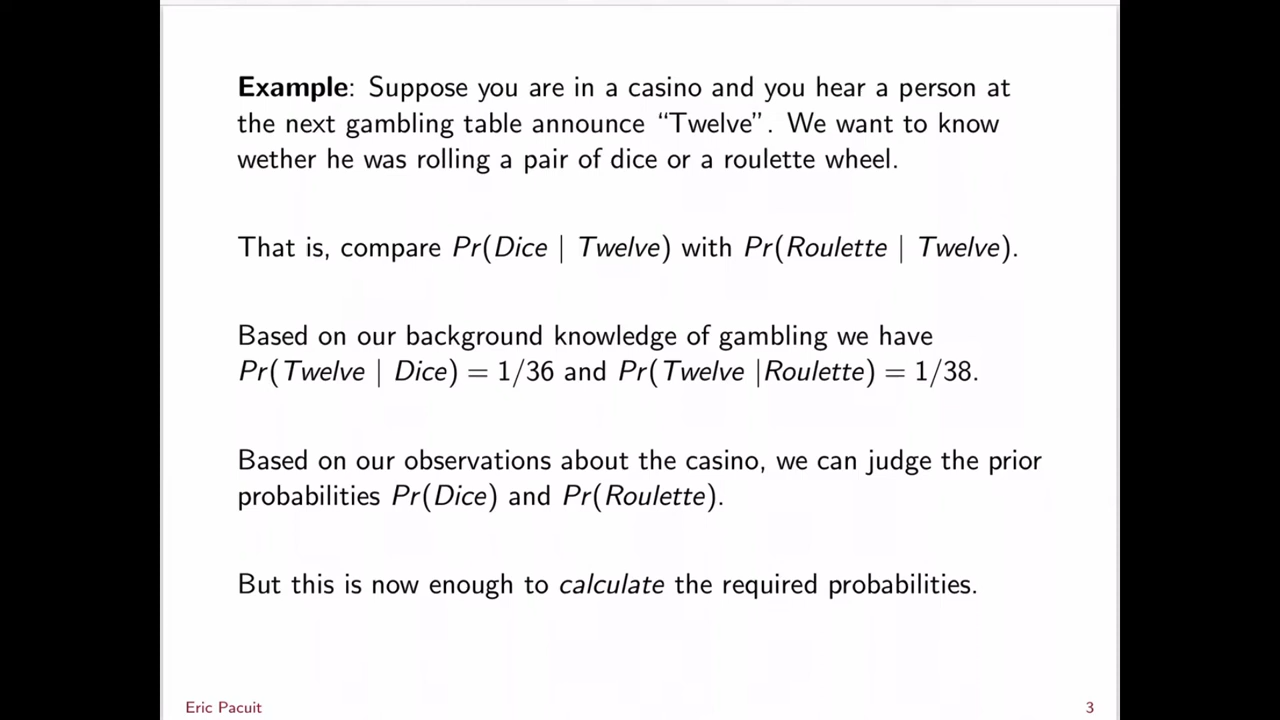 Example: Suppose you are in a casino and you hear a person at
the next gambling table announce “Twelve”. We want to know
wether he was rolling a pair of dice or a roulette wheel.
That is, compare Pr(Dice | Twelve) with Pr(Roulette | Twelve).
Based on our background knowledge of gambling we have
Pr(Twelve | Dice) = 1/36 and Pr(Twelve |Roulette) = 1/38.
Based on our observations about the casino, we can judge the prior
probabilities Pr(Dice) and Pr(Roulette).
But this is now enough to calculate the required probabilities.
Eric Pacuit
3